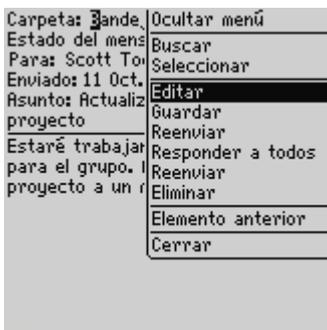 Carpeta: Bande
Estado del mens
Para: Scott To
Enviado: 11 Oct.
Asunto: Actualiz
proyecto
Estaré trabajar
para el grupo.
proyecto a un
Ocultar menú
Buscar
Seleccionar
Editar
Guardar
Reenviar
Responder a todos
Reenviar
Eliminar
Elemento anterior
Cerrar